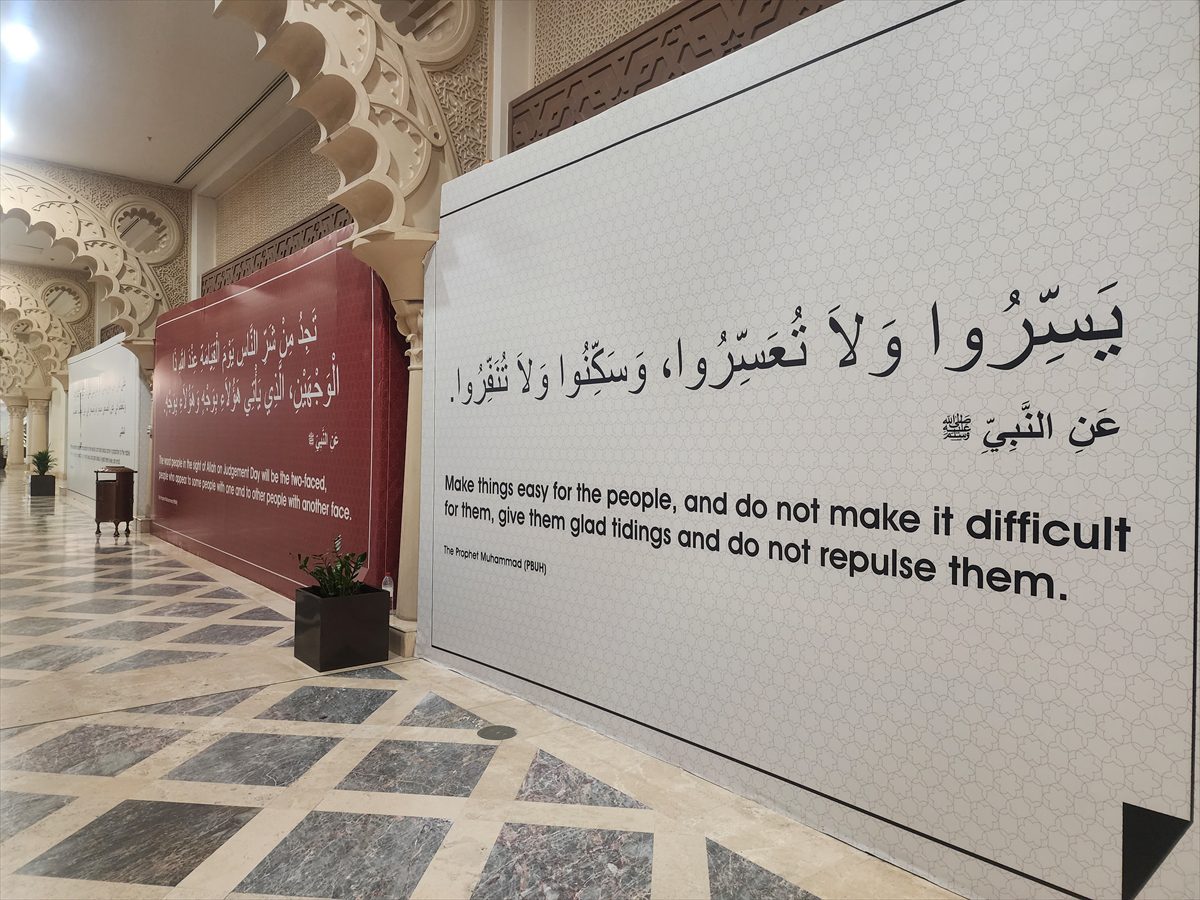 يَسِّرُوا وَلاَ تُعَسِّرُوا، وَسَكِّنُوا وَلاَ تُنَفِّرُوا.
عَنِ النَّبِيِّ ﷺ
Make things easy for the people, and do not make it difficult
for them, give them glad tidings and do not repulse them.
The Prophet Muhammad (PBUH)
تَجِدُ مِنْ شَرِّ النَّاسِ يَوْمَ الْقِيَامَةِ عِنْدَ اللهِ ذَا
الْوَجْهَيْنِ، الَّذِي يَأْتِي هَؤُلاَءِ بِوَجْهٍ وَهَؤُلاَءِ بِوَجْهٍ.
عَنِ النَّبِيِّ ﷺ
The worst people in the sight of Allah on Judgement Day will be the two-faced,
people who appear to some people with one and to other people with another face.